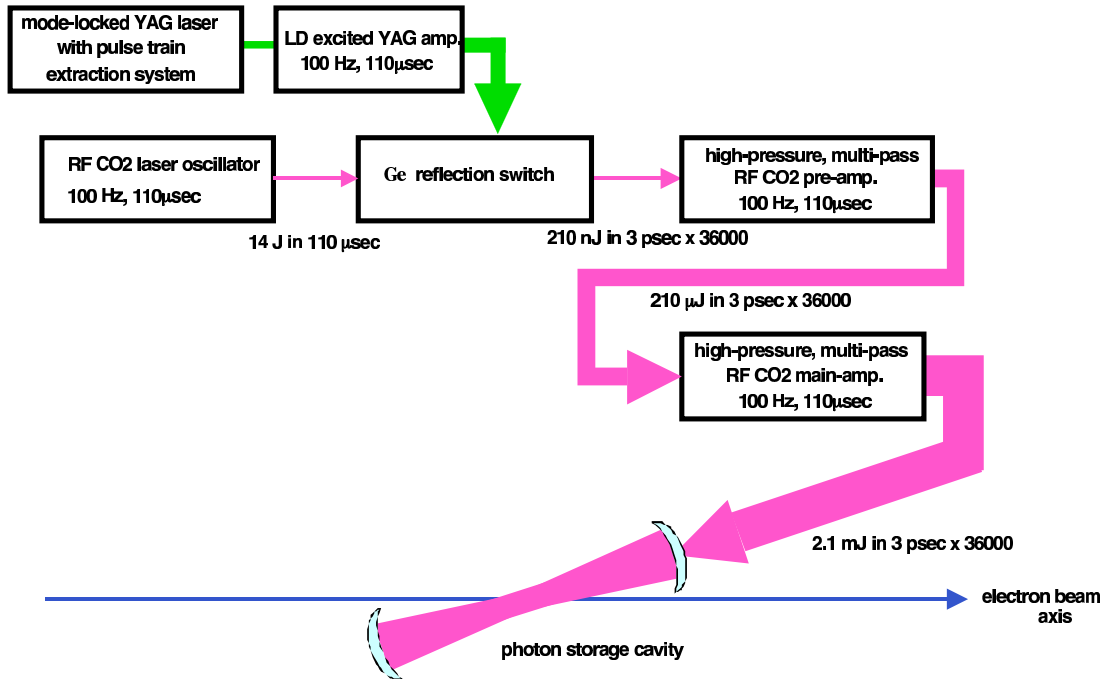 mode-locked YAG laser
with pulse train
extraction system
LD excited YAG amp.
100 Hz, 110μsec
RF CO2 laser oscillator
100 Hz, 110μsec
Ge reflection switch
high-pressure, multi-pass
RF CO2 pre-amp.
100 Hz, 110μsec
14 J in 110 μsec
210 nJ in 3 psec x 36000
210 μJ in 3 psec x 36000
high-pressure, multi-pass
RF CO2 main-amp.
100 Hz, 110μsec
2.1 mJ in 3 psec x 36000
electron beam
axis
photon storage cavity